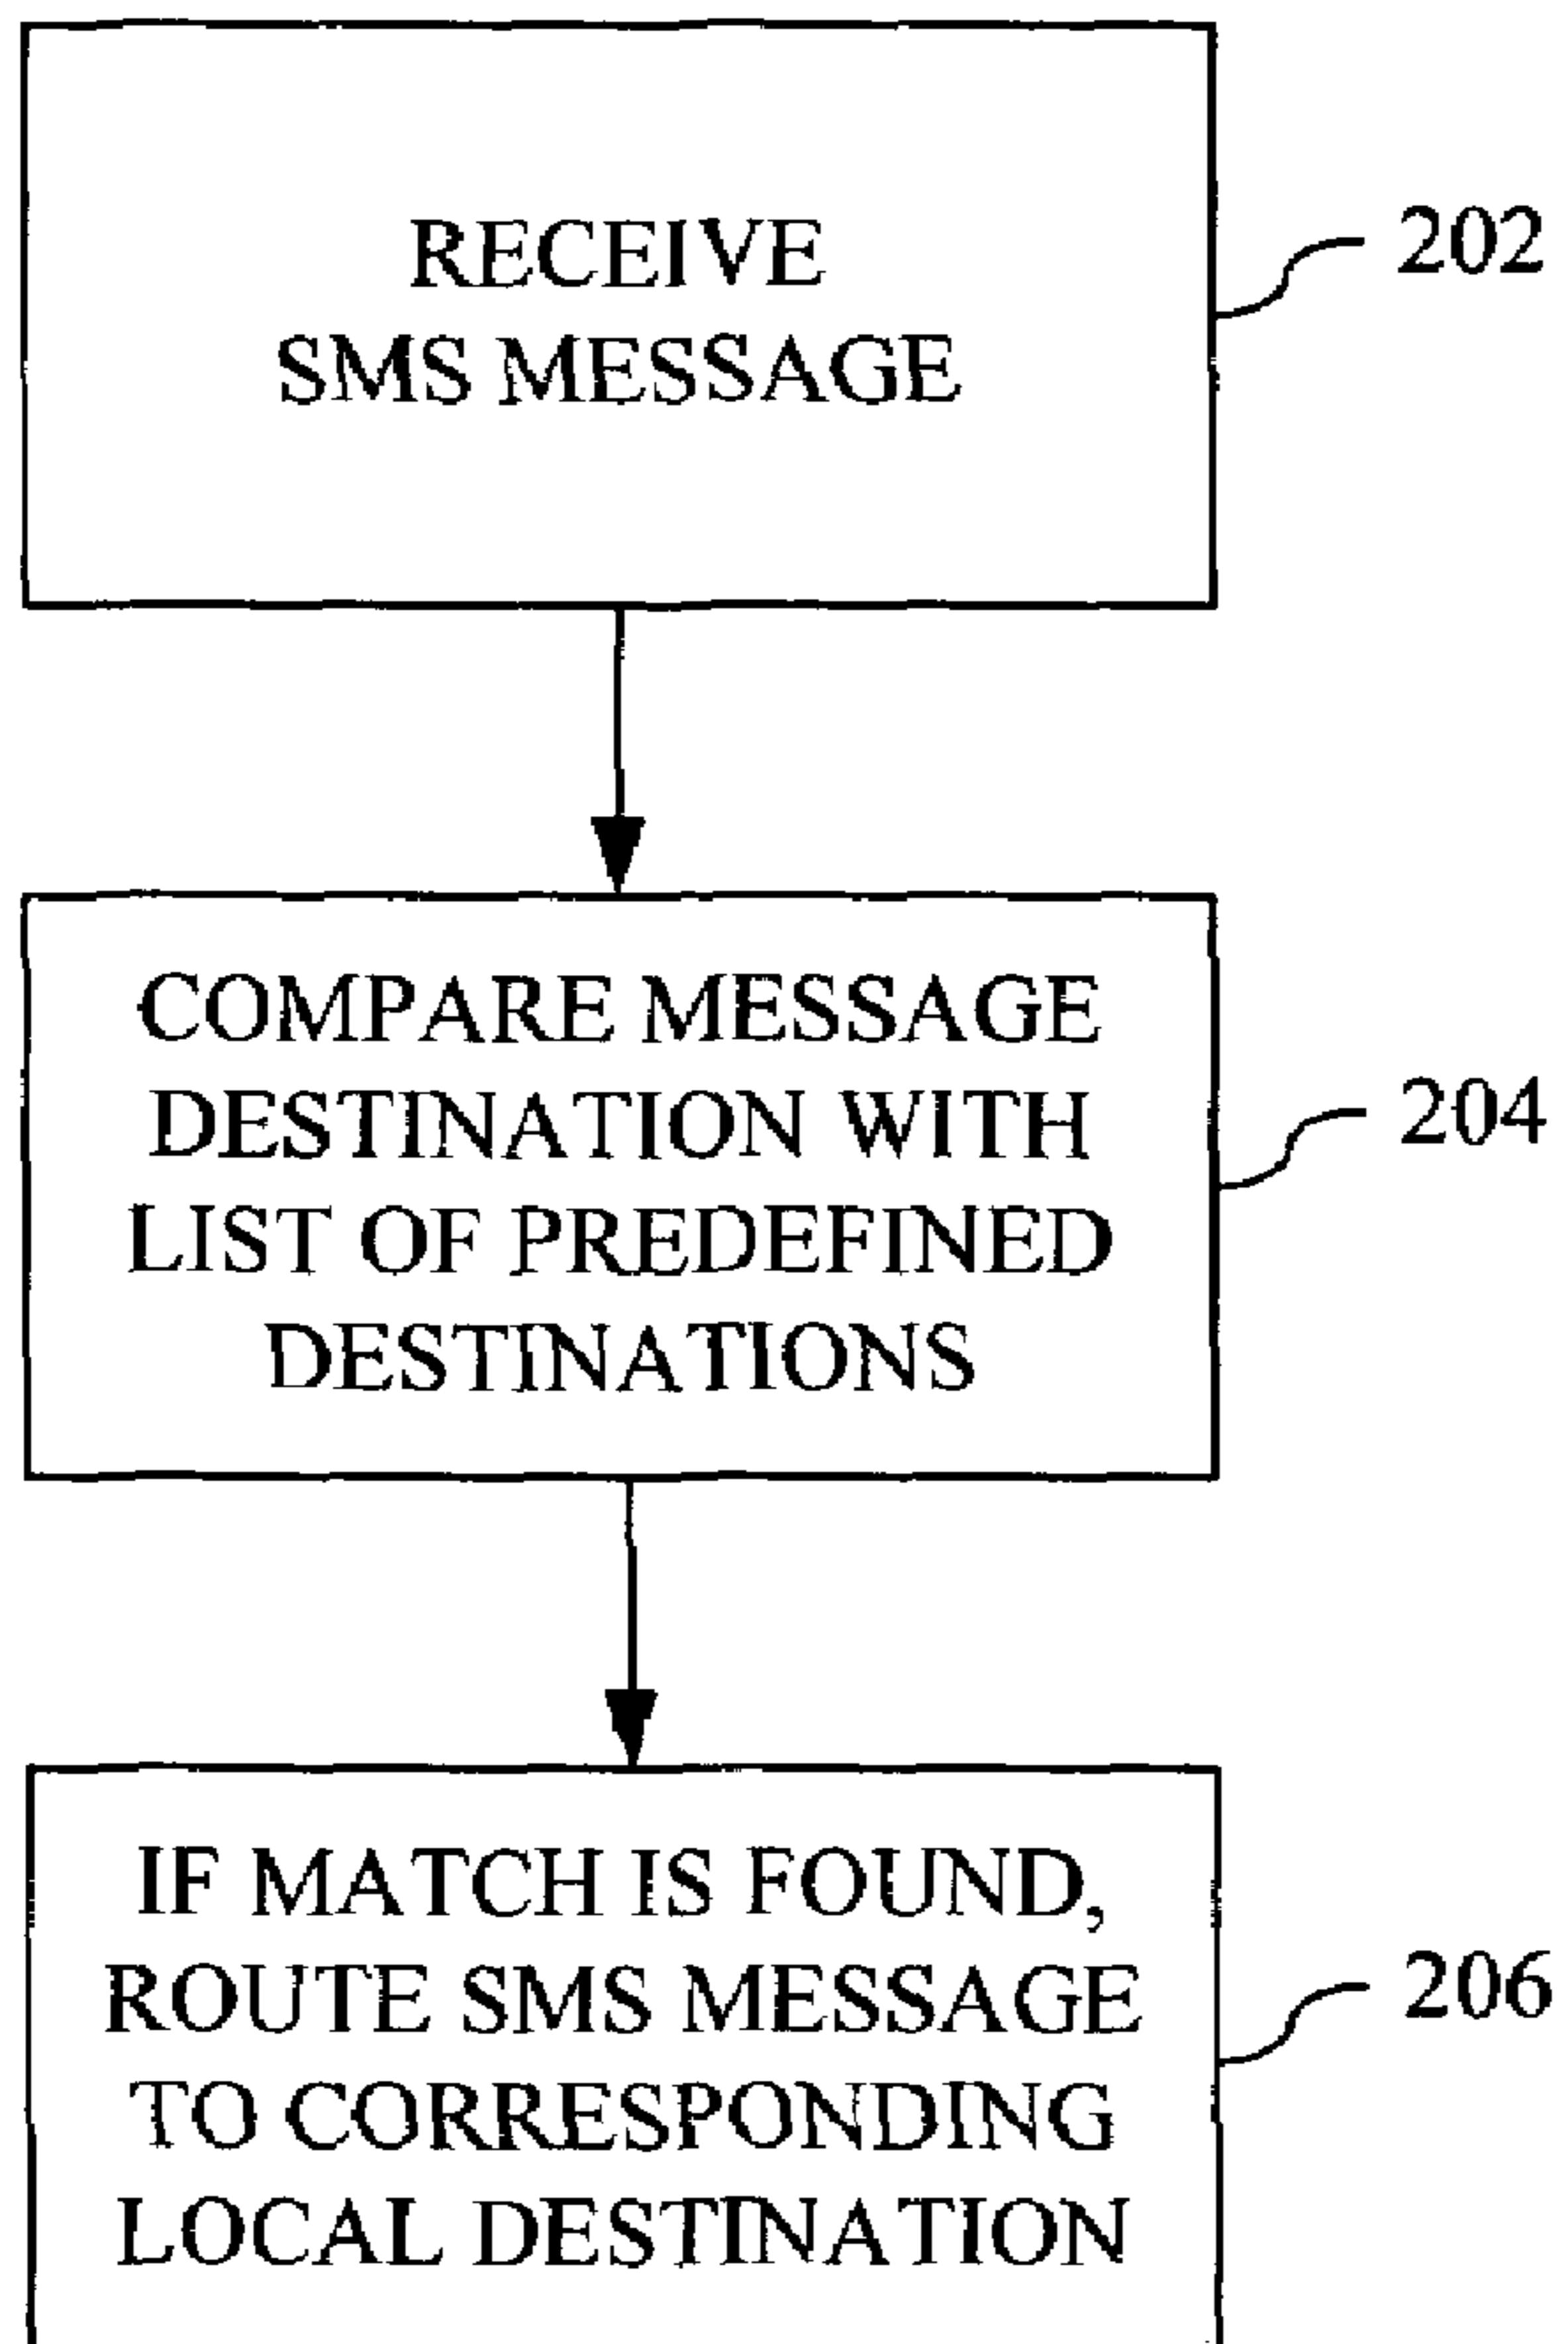 RECEIVE
SMS MESSAGE
202
COMPARE MESSAGE
DESTINATION WITH
LIST OF PREDEFINED
DESTINATIONS
204
IF MATCH IS FOUND,
ROUTE SMS MESSAGE
TO CORRESPONDING
LOCAL DESTINATION
206